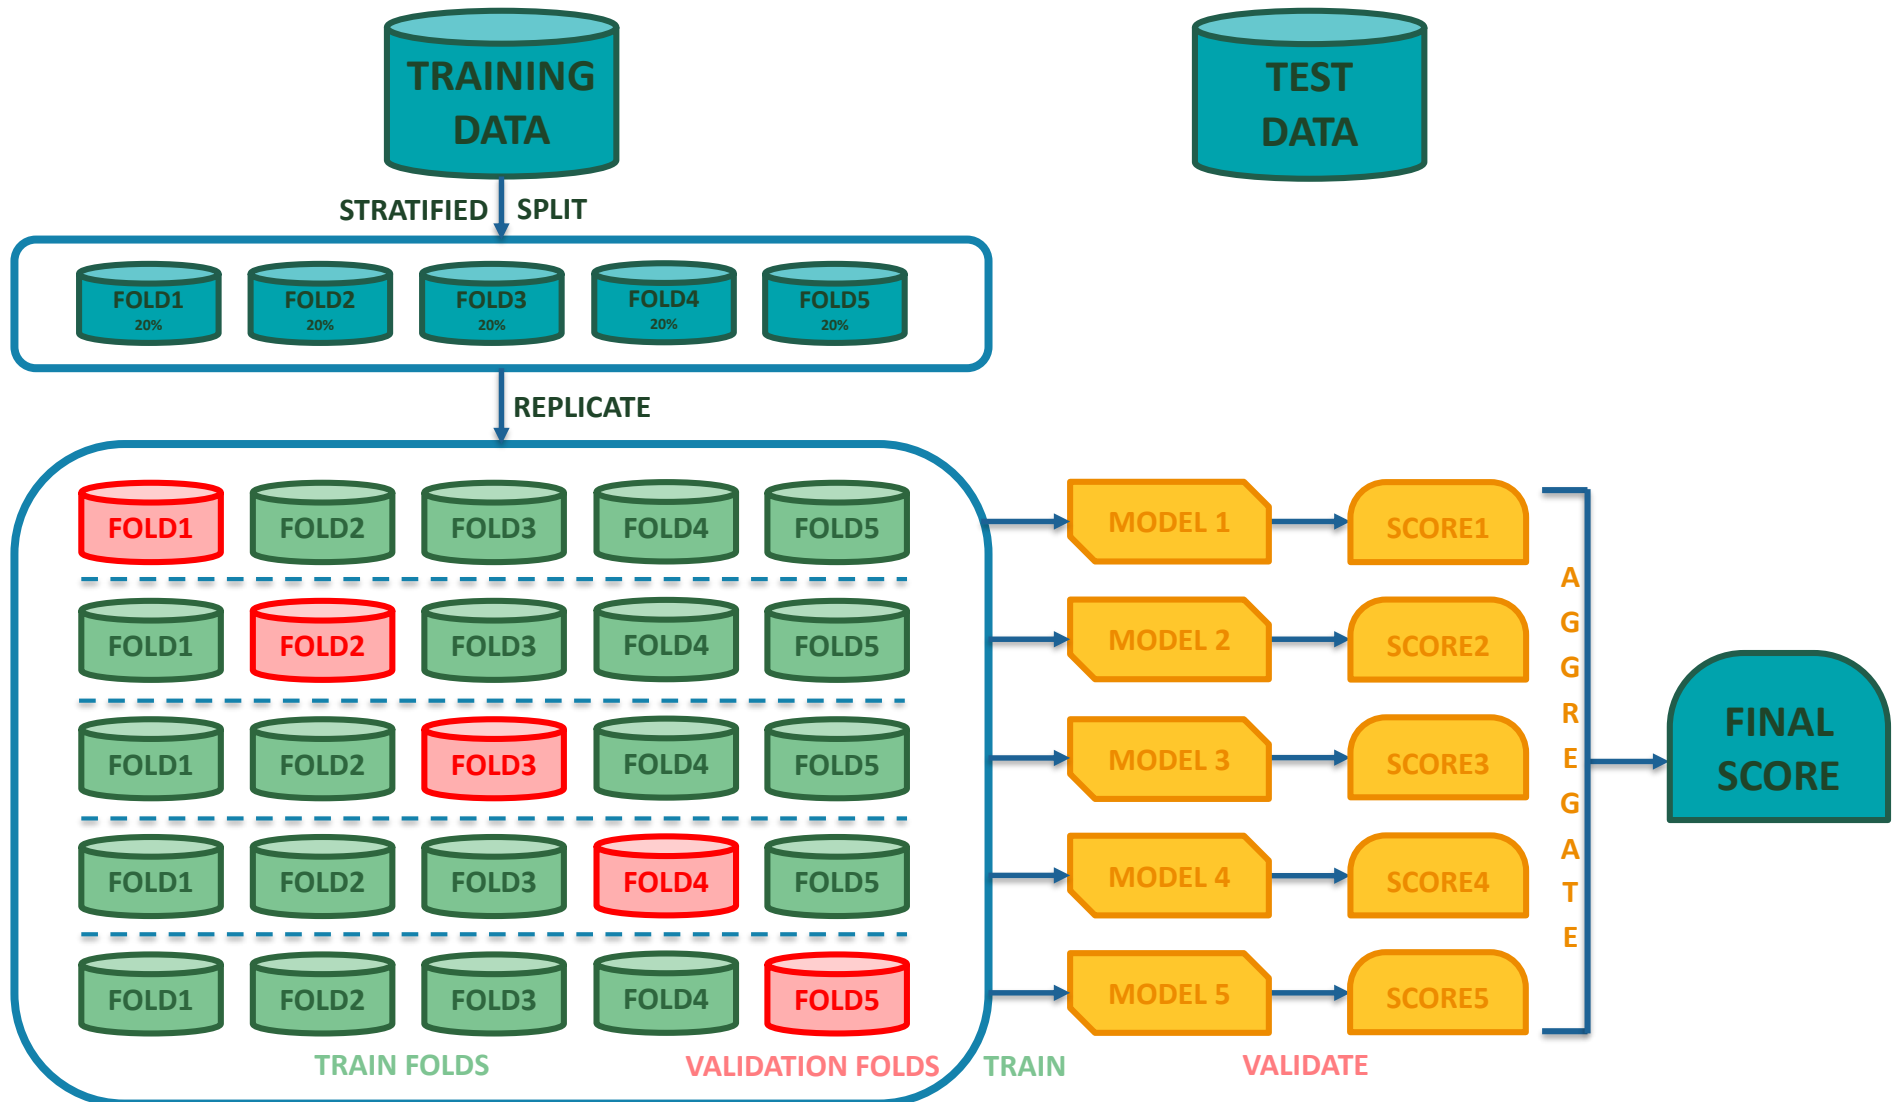 TRAINING
DATA
TEST
DATA
STRATIFIED SPLIT
FOLD1
20%
FOLD2
20%
FOLD3
20%
FOLD4
20%
FOLD5
20%
REPLICATE
FOLD1 FOLD2 FOLD3 FOLD4 FOLD5 MODEL 1 SCORE1
FOLD1 FOLD2 FOLD3 FOLD4 FOLD5 MODEL 2 SCORE2
FOLD1 FOLD2 FOLD3 FOLD4 FOLD5 MODEL 3 SCORE3
FOLD1 FOLD2 FOLD3 FOLD4 FOLD5 MODEL 4 SCORE4
FOLD1 FOLD2 FOLD3 FOLD4 FOLD5 MODEL 5 SCORE5
AGGREGATE
FINAL
SCORE
TRAIN FOLDS VALIDATION FOLDS TRAIN VALIDATE